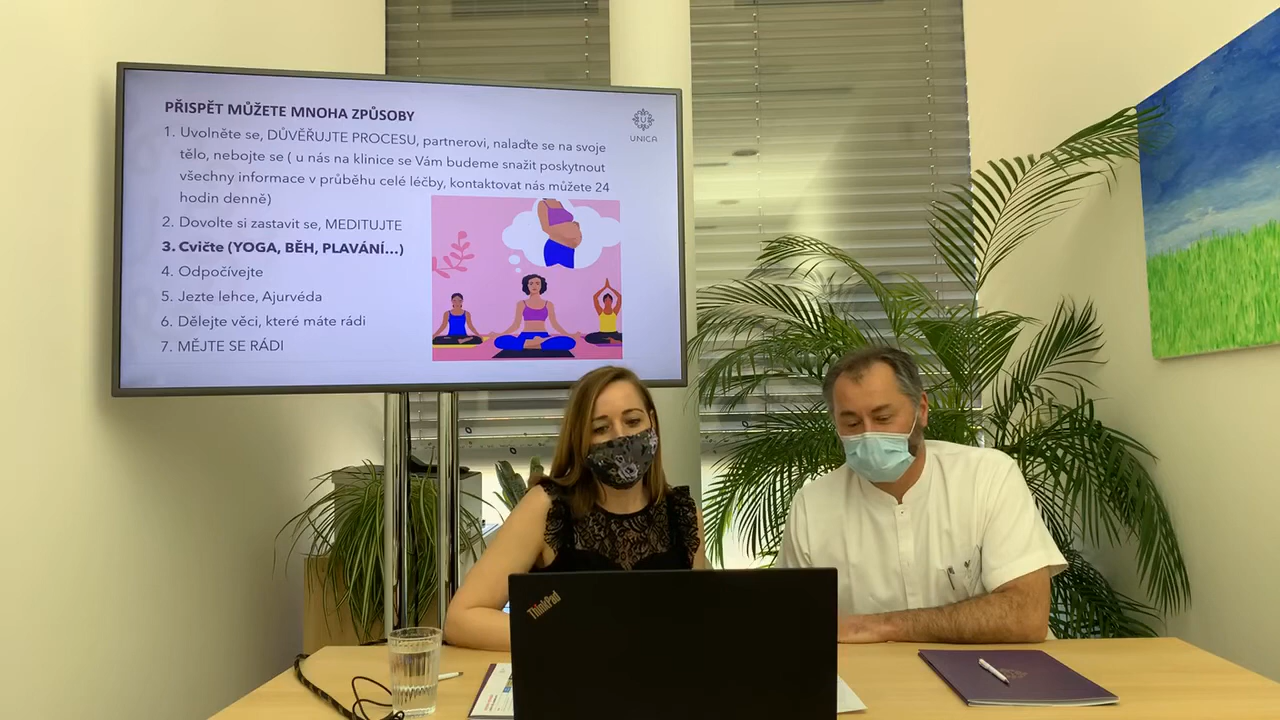 PŘISPĚT MŮŽETE MNOHA ZPŮSOBY
1. Uvolněte se, DŮVĚŘUJTE PROCESU, partnerovi, nalaďte se na svoje
tělo, nebojte se ( u nás na klinice se Vám budeme snažit poskytnout
všechny informace v průběhu celé léčby, kontaktovat nás můžete 24
hodin denně)
2. Dovolte si zastavit se, MEDITUJTE
3. Cvičte (YOGA, BĚH, PLAVÁNÍ...)
4. Odpočívejte
5. Jezte lehce, Ajurvéda
6. Dělejte věci, které máte rádi
7. MĚJTE SE RÁDI
U
UNICA
ThinkPad